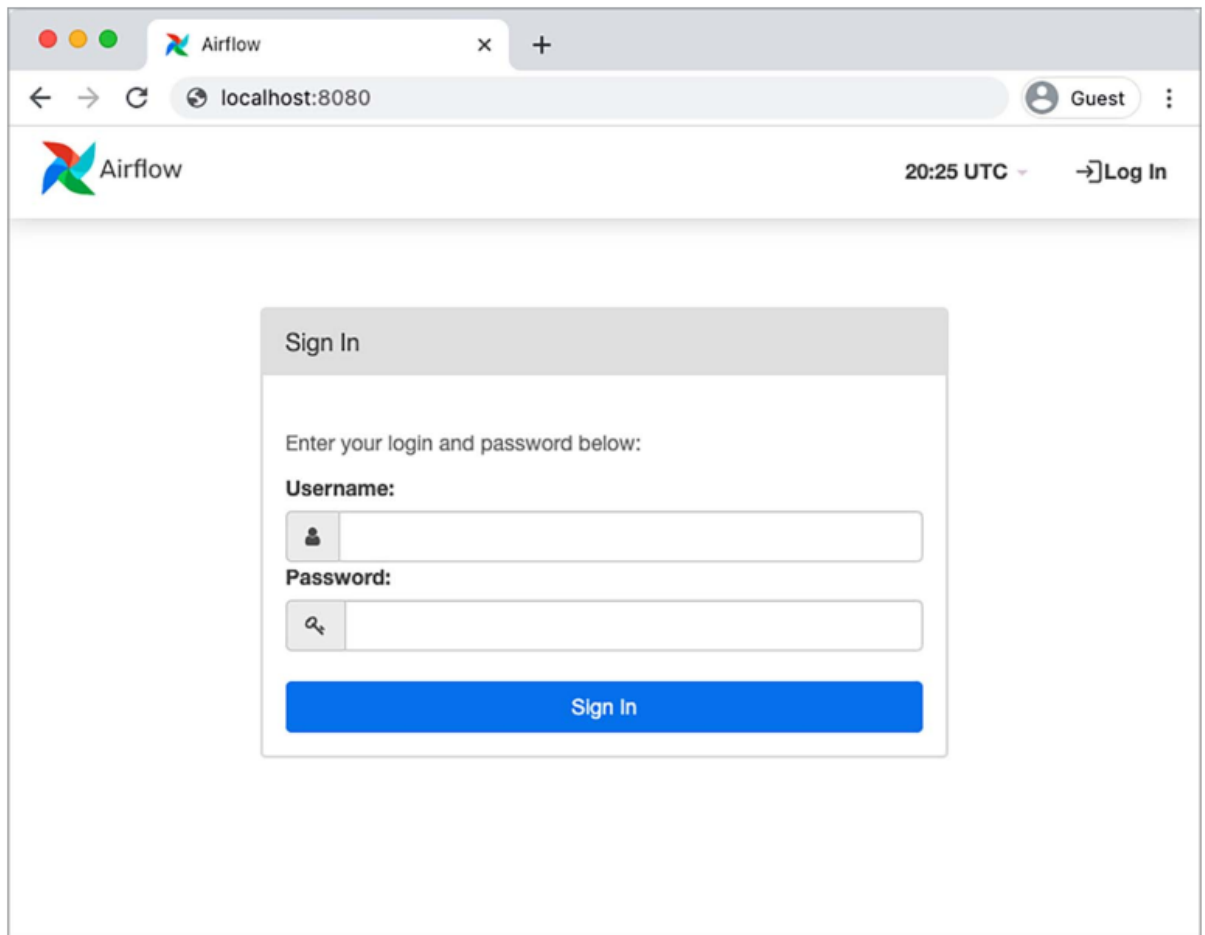 Airflow
localhost:8080
Guest
Airflow
20:25 UTC
Log In
Sign In
Enter your login and password below:
Username:
Password:
Sign In